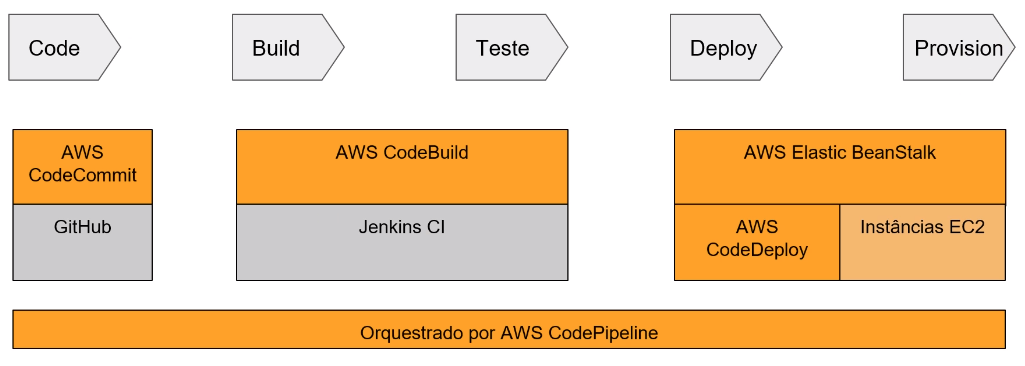 Code
Build
Teste
Deploy
Provision
AWS
CodeCommit
AWS CodeBuild
AWS Elastic BeanStalk
GitHub
Jenkins CI
AWS
CodeDeploy
Instâncias EC2
Orquestrado por AWS CodePipeline